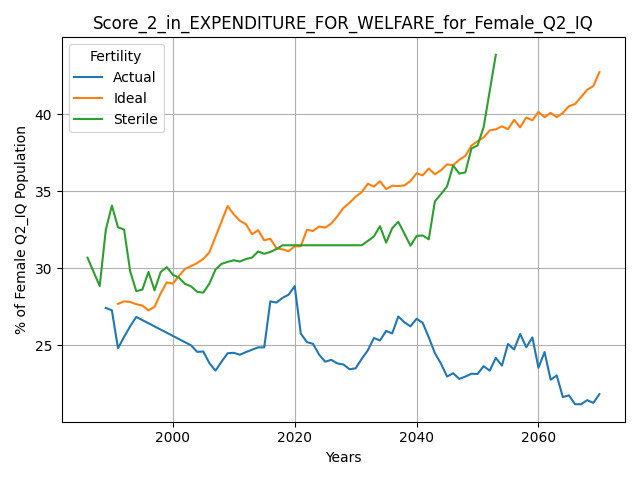 Score_2_in_EXPENDITURE_FOR_WELFARE_for_Female_Q2_IQ
Fertility
Actual
Ideal
Sterile
% of Female Q2_IQ Population
40
35
30
25
2000
2020
2040
2060
Years